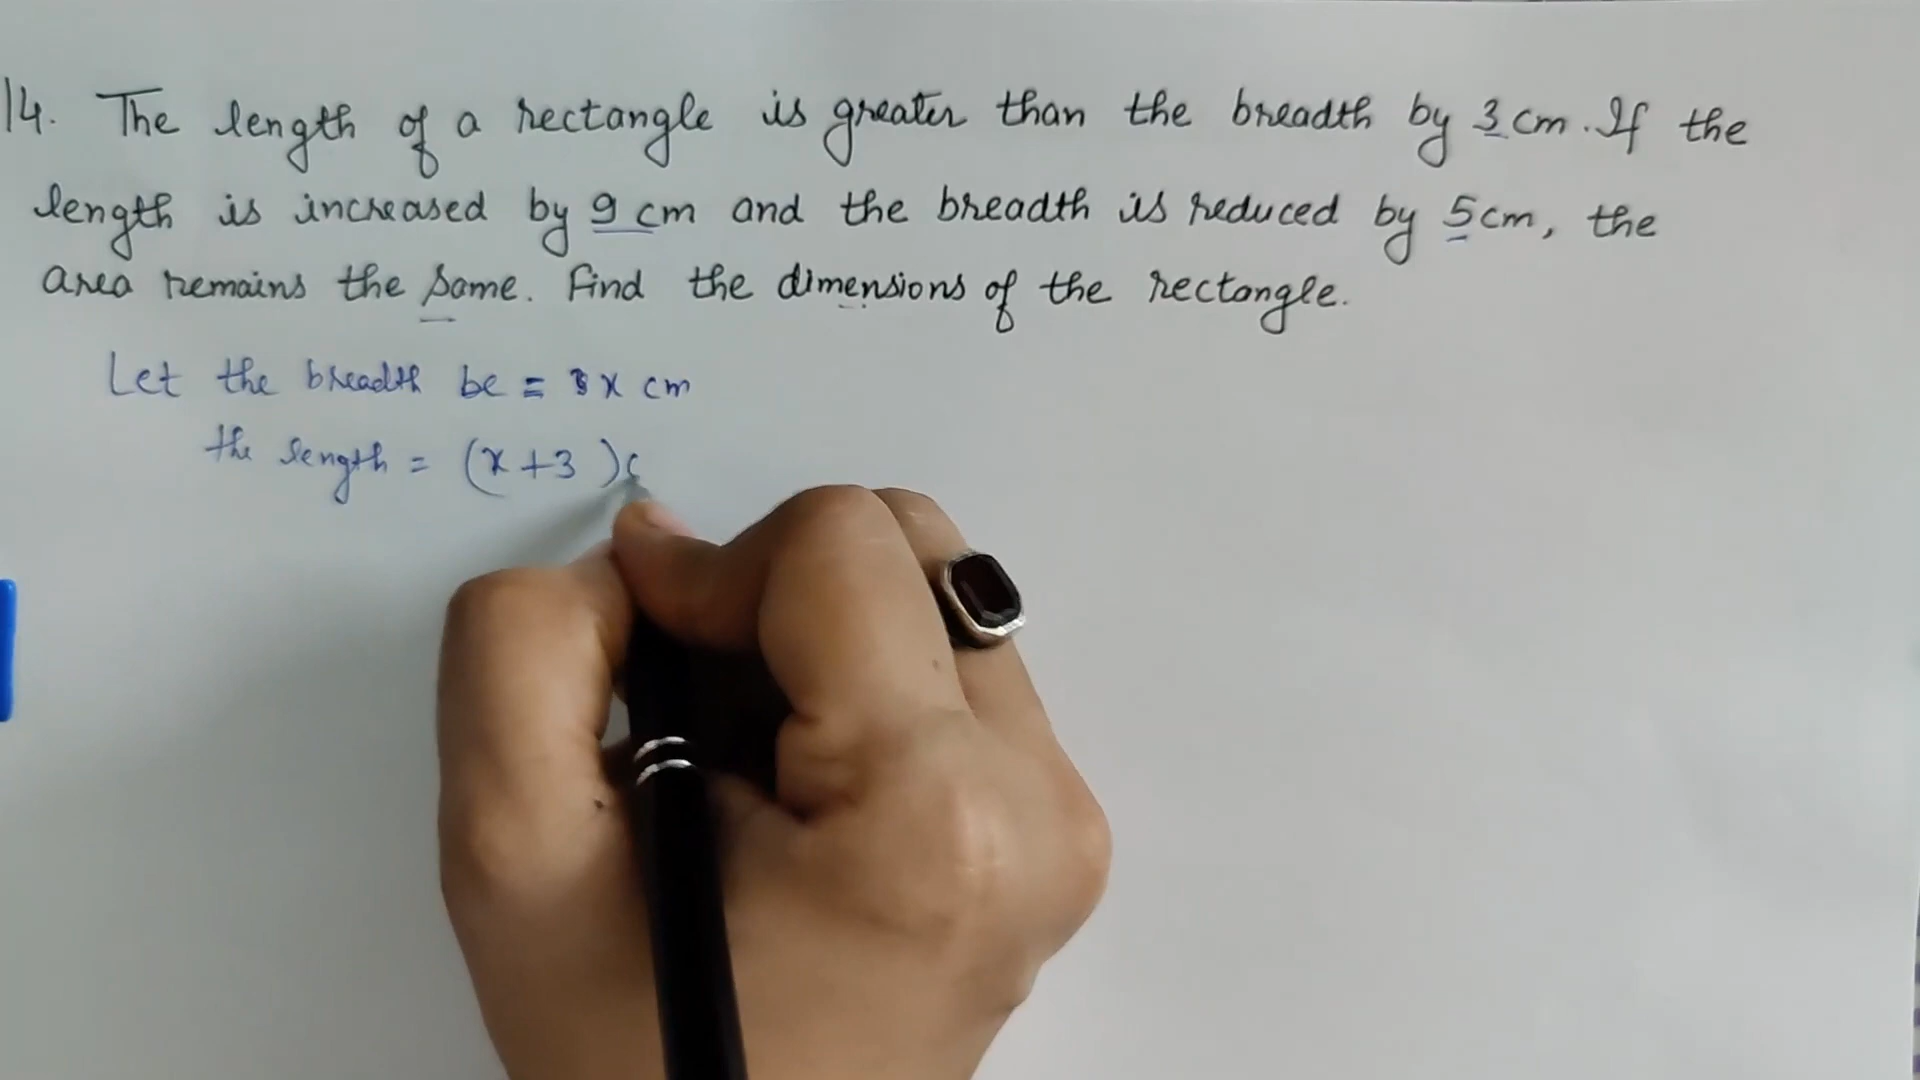 14. The length of a rectangle is greater than the breadth by 3 cm. If the
length is increased by 9 cm and the breadth is reduced by 5cm, the
area remains the same. Find the dimensions of the rectangle.
Let the breadth be = x cm
the length = (x+3)c